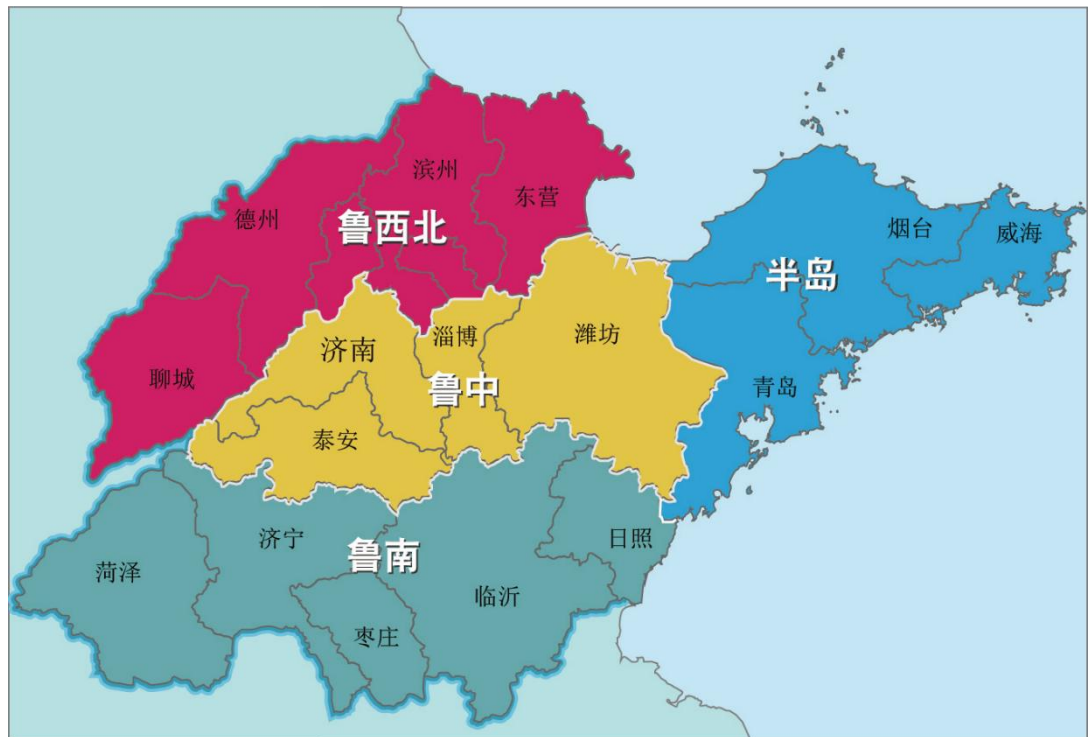 滨州
东营
德州
鲁西北
烟台
威海
半岛
济南
淄博
潍坊
聊城
鲁中
青岛
泰安
济宁
鲁南
日照
菏泽
临沂
枣庄